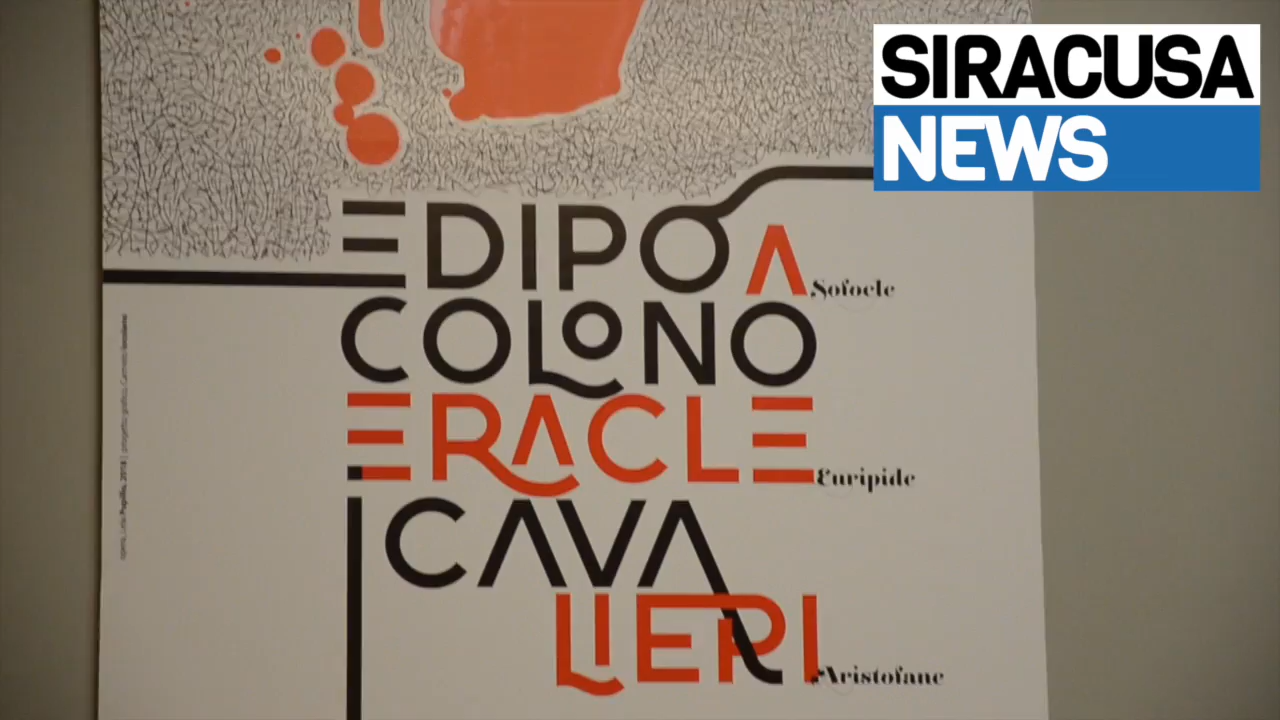 SIRACUSA
NEWS
EDIPO A
Sofocle
COLONO
ERACLE
Euripide
I CAVA
LIERI
Aristofane